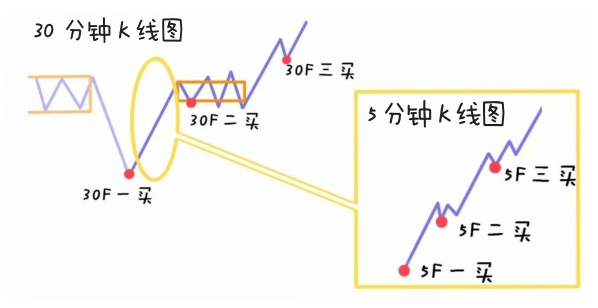 30 分钟K线图
30F 三 买
5分钟K线图
30F 二 买
5F 三 买
30F 一 买
5F 二 买
5F 一 买